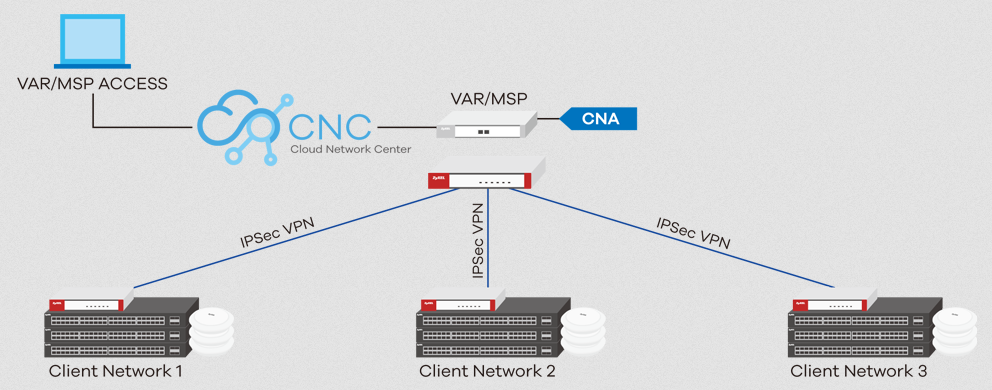 VAR/MSP ACCESS
CNC
Cloud Network Center
VAR/MSP
CNA
ZyXEL
IPSec VPN
IPSec VPN
IPSec VPN
Client Network 1
Client Network 2
Client Network 3